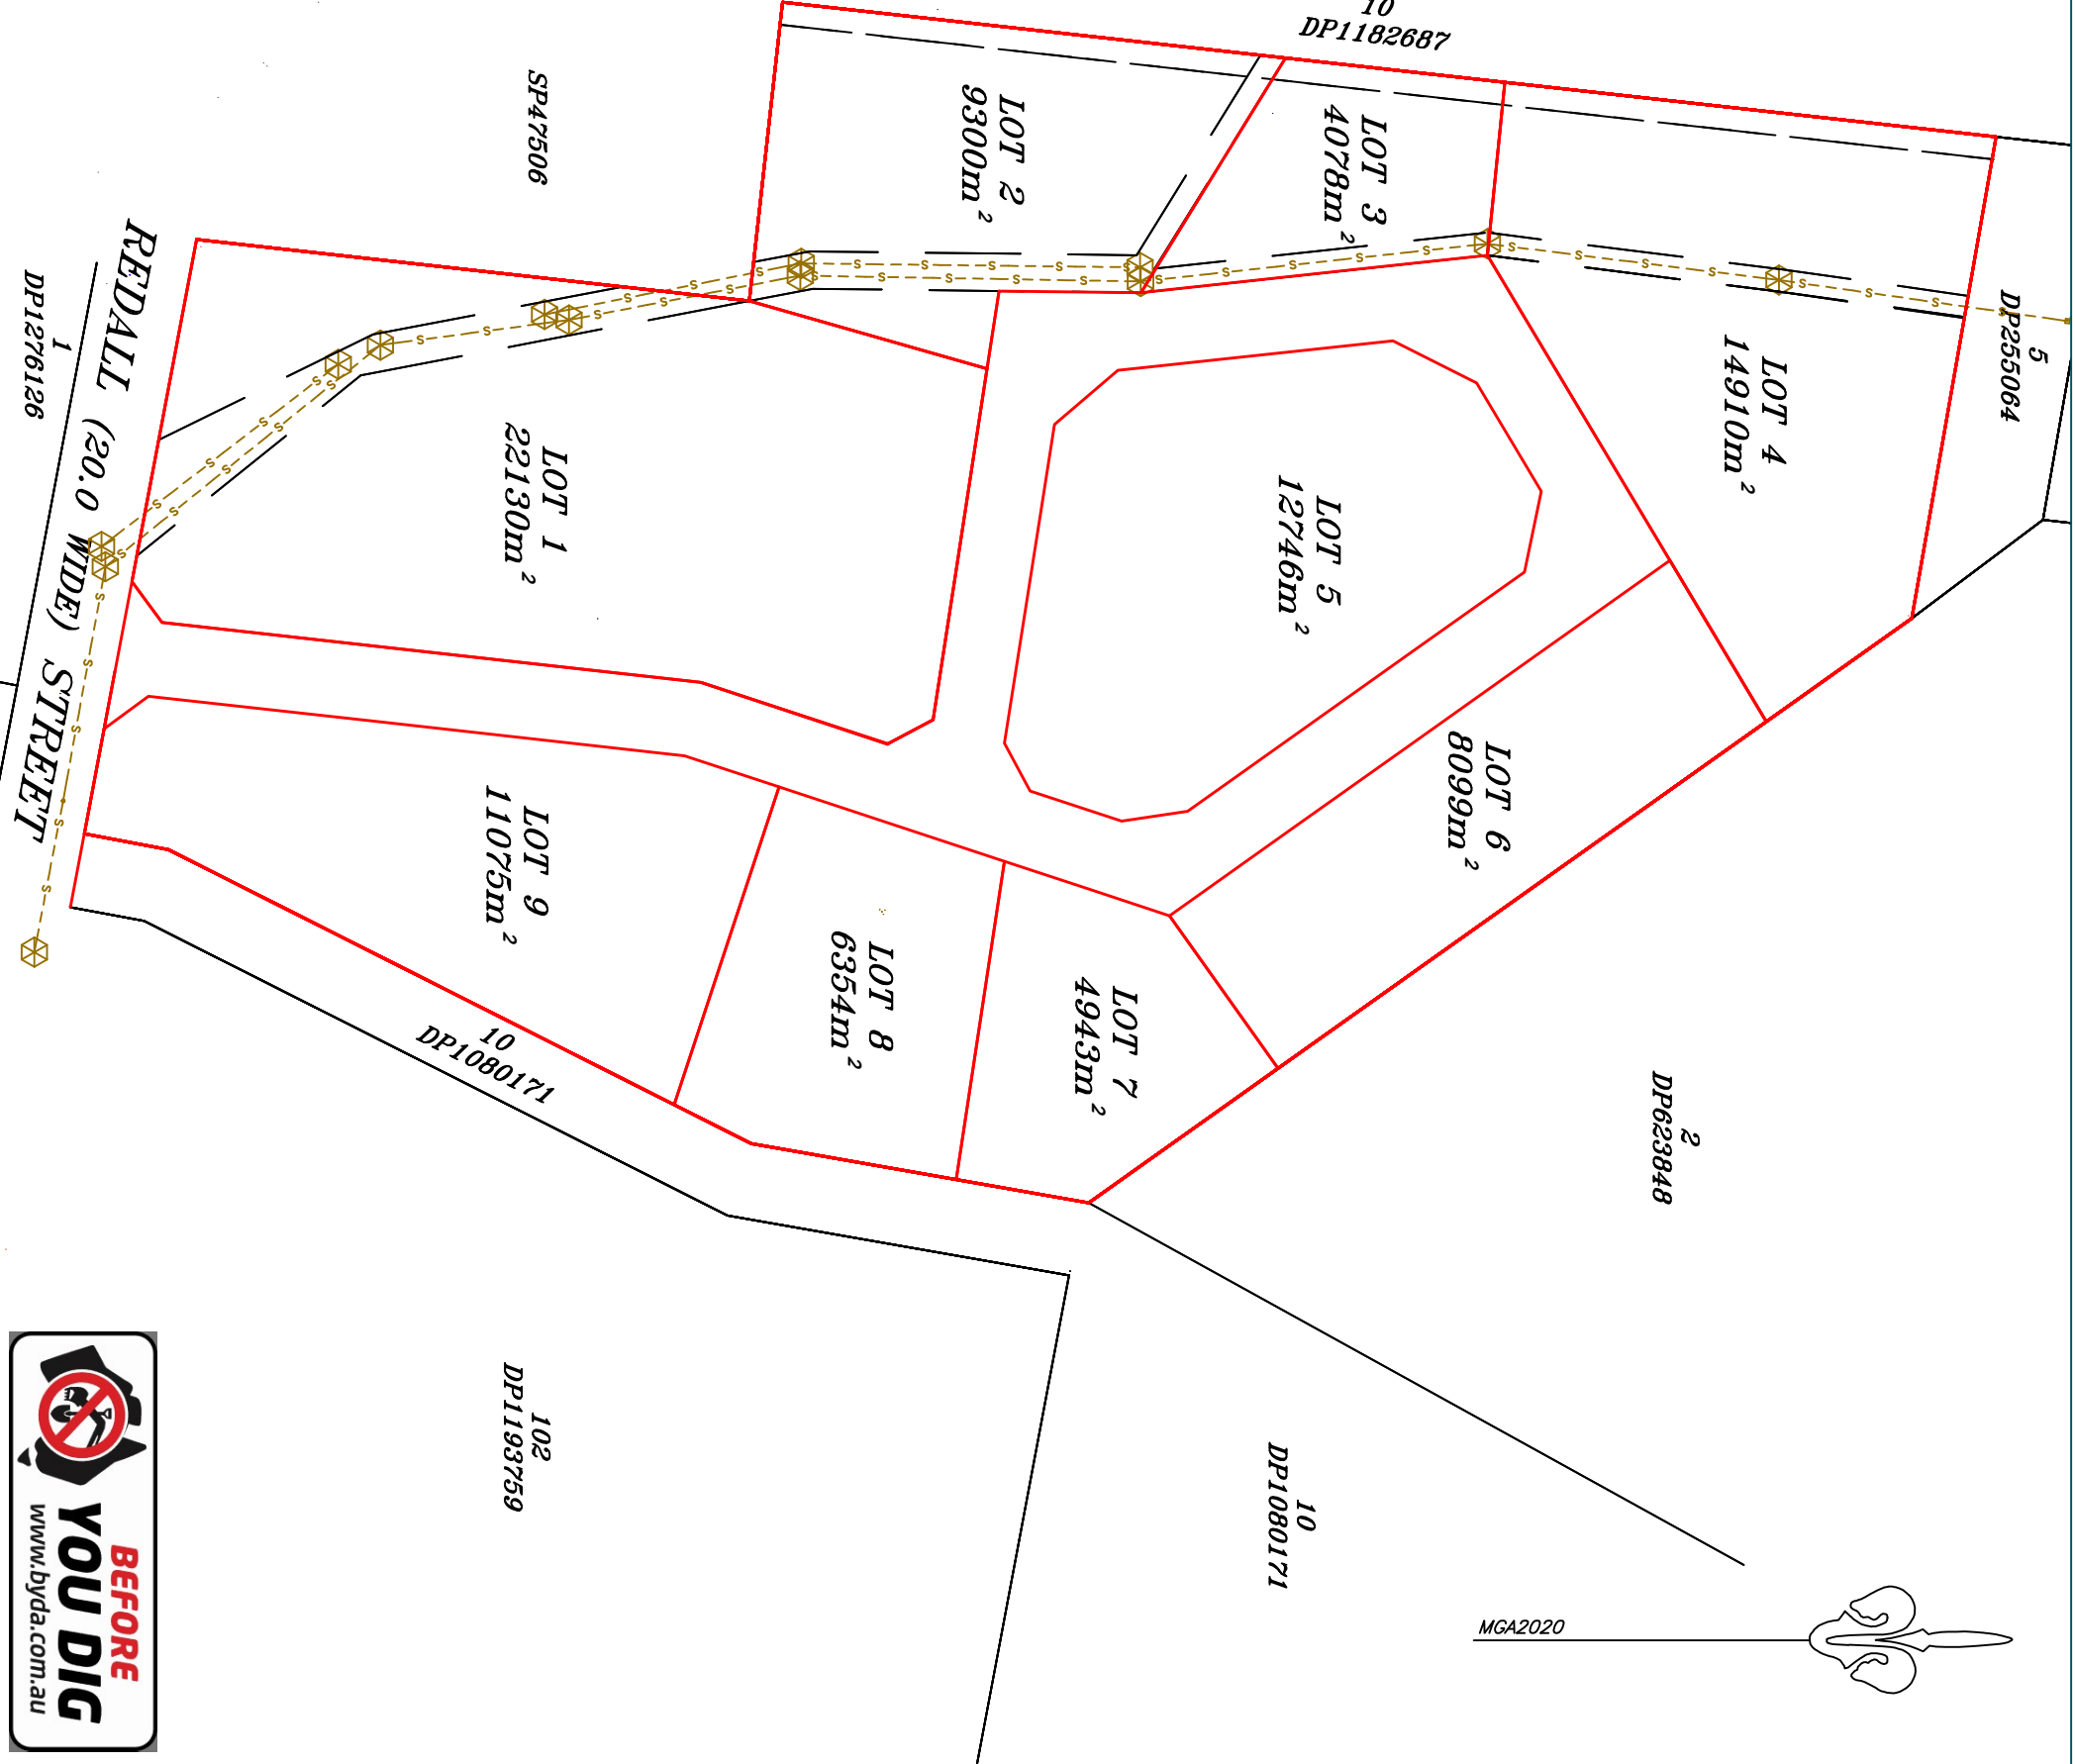 10
DP1182687
SP47506
LOT 2
9300m²
LOT 3
4078m²
LOT 4
14910m²
5
DP255064
REDALL (20.0 WIDE) STREET
1
DP1276126
LOT 1
22130m²
LOT 5
12746m²
LOT 6
8099m²
LOT 9
11075m²
LOT 8
6354m²
LOT 7
4943m²
10
DP1080171
2
DP623848
102
DP1193759
10
DP1080171
MGA2020
BEFORE
YOU DIG
www.byda.com.au
S S S S S S S S S S S S S S S S S S S S S S S S S S S S S S S S S S S S S S